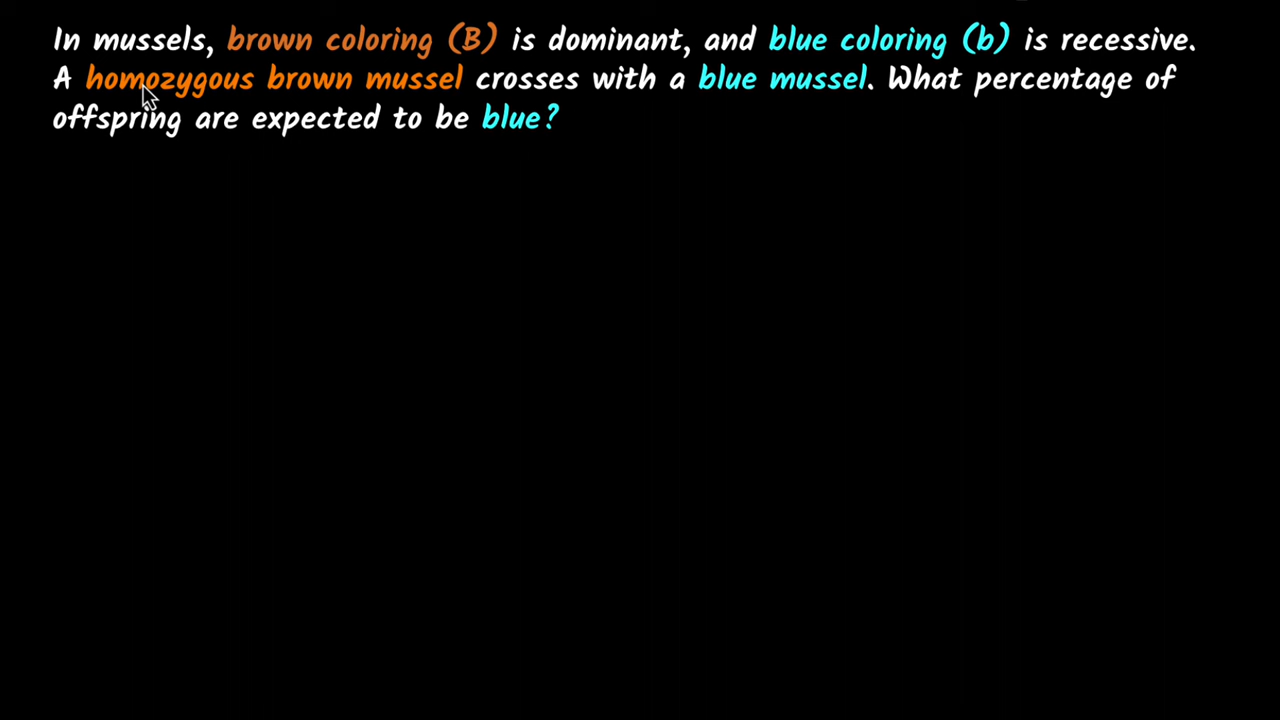 In mussels, brown coloring (B) is dominant, and blue coloring (b) is recessive.
A homozygous brown mussel crosses with a blue mussel. What percentage of
offspring are expected to be blue?